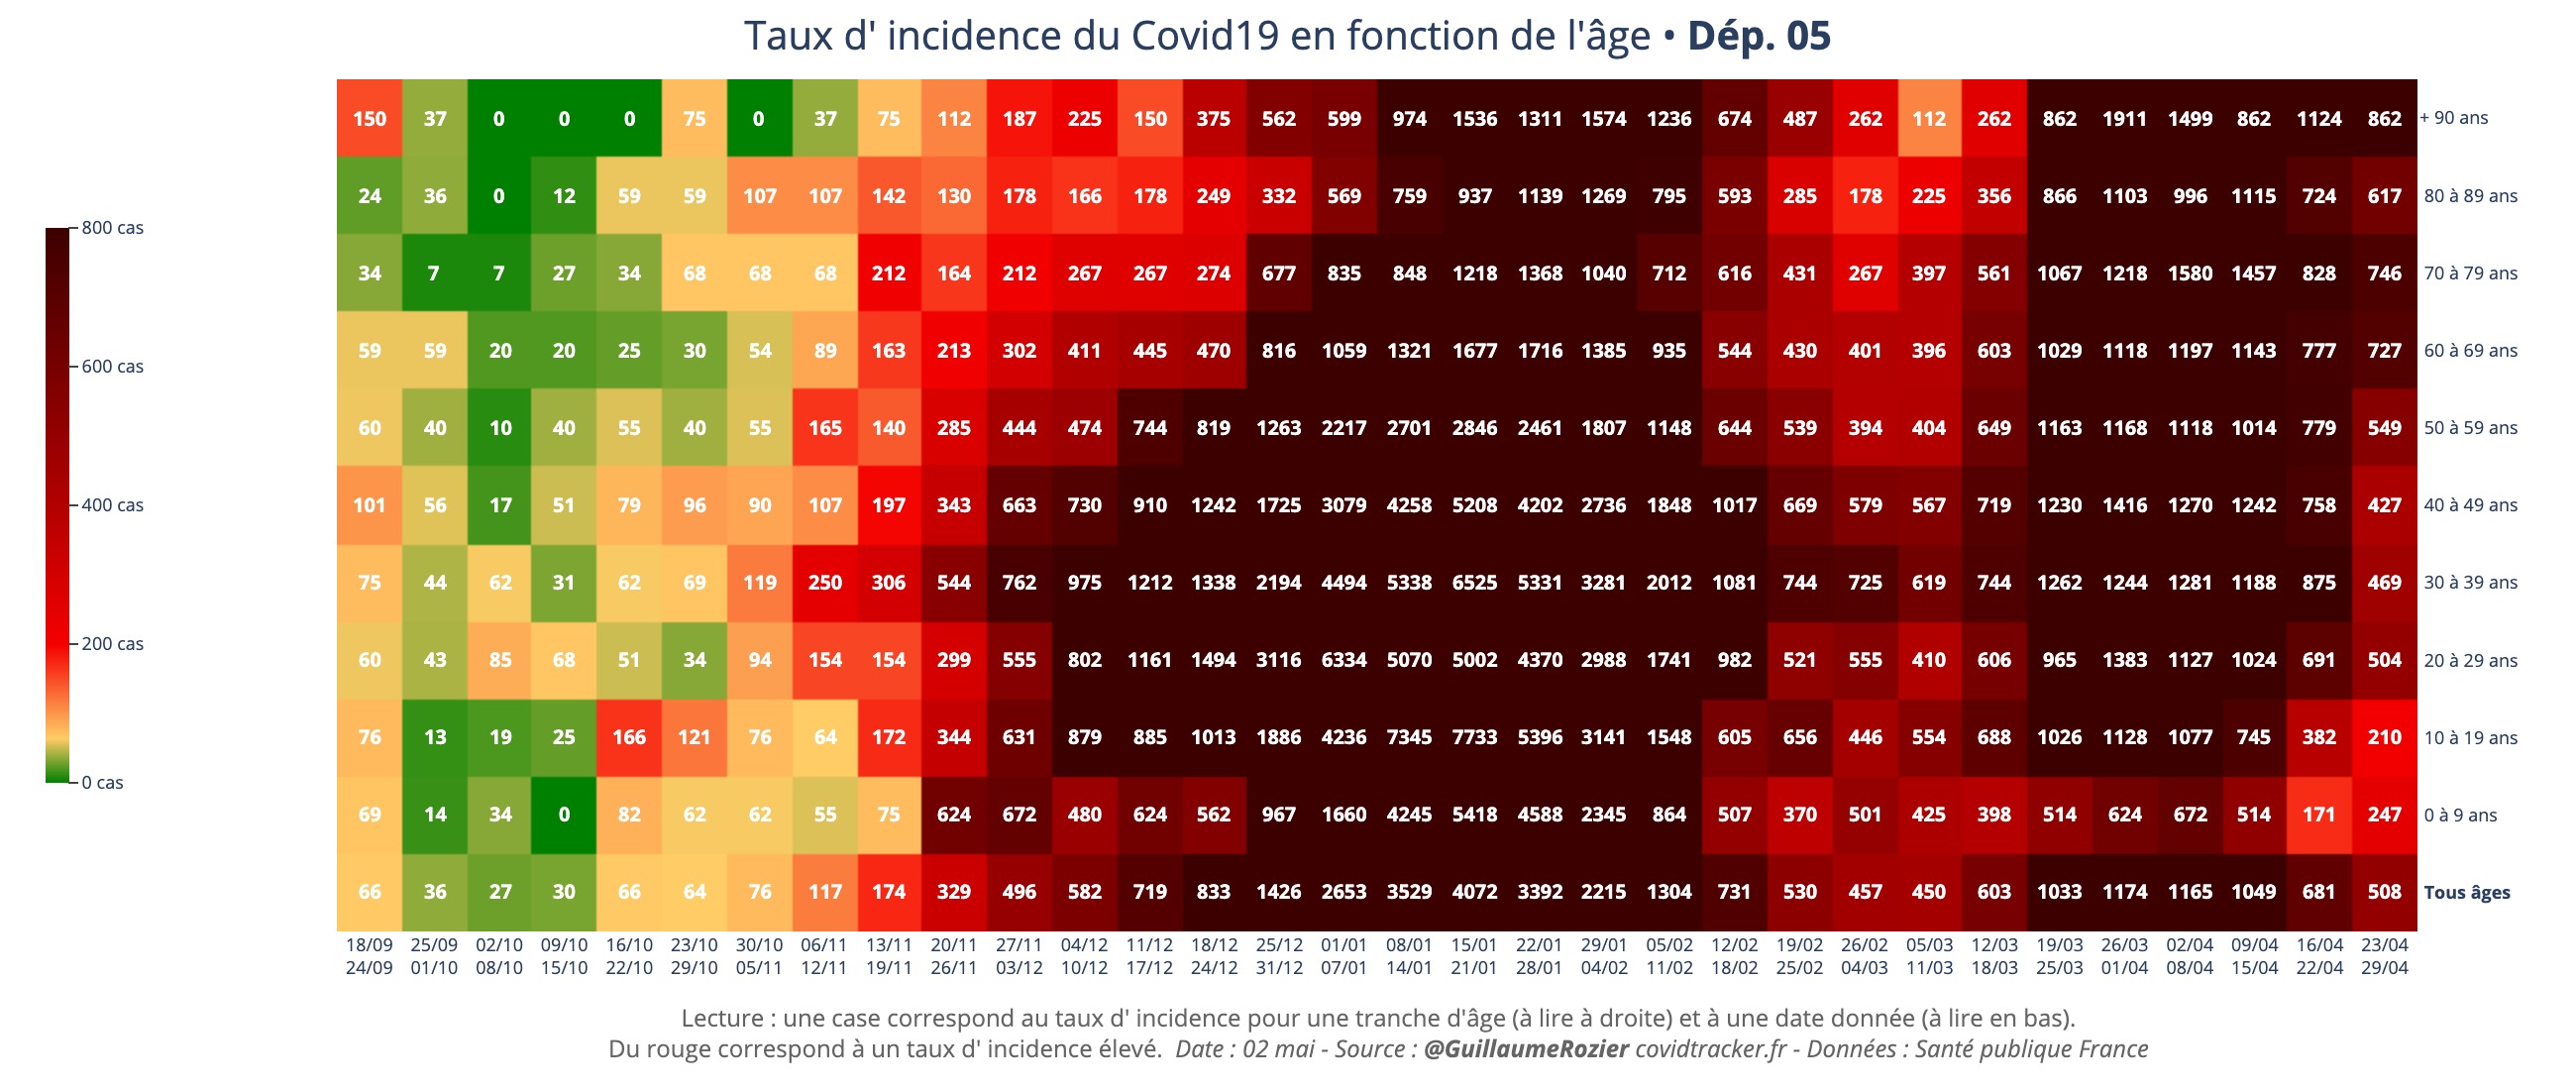 Taux d' incidence du Covid19 en fonction de l'âge • Dép. 05
150 37 0 0 0 75 0 37 75 112 187 225 150 375 562 599 974 1536 1311 1574 1236 674 487 262 112 262 862 1911 1499 862 1124 862 + 90 ans
24 36 0 12 59 59 107 107 142 130 178 166 178 249 332 569 759 937 1139 1269 795 593 285 178 225 356 866 1103 996 1115 724 617 80 à 89 ans
800 cas
34 7 7 27 34 68 68 68 212 164 212 267 267 274 677 835 848 1218 1368 1040 712 616 431 267 397 561 1067 1218 1580 1457 828 746 70 à 79 ans
59 59 20 20 25 30 54 89 163 213 302 411 445 470 816 1059 1321 1677 1716 1385 935 544 430 401 396 603 1029 1118 1197 1143 777 727 60 à 69 ans
600 cas
60 40 10 40 55 40 55 165 140 285 444 474 744 819 1263 2217 2701 2846 2461 1807 1148 644 539 394 404 649 1163 1168 1118 1014 779 549 50 à 59 ans
400 cas
101 56 17 51 79 96 90 107 197 343 663 730 910 1242 1725 3079 4258 5208 4202 2736 1848 1017 669 579 567 719 1230 1416 1270 1242 758 427 40 à 49 ans
75 44 62 31 62 69 119 250 306 544 762 975 1212 1338 2194 4494 5338 6525 5331 3281 2012 1081 744 725 619 744 1262 1244 1281 1188 875 469 30 à 39 ans
200 cas
60 43 85 68 51 34 94 154 154 299 555 802 1161 1494 3116 6334 5070 5002 4370 2988 1741 982 521 555 410 606 965 1383 1127 1024 691 504 20 à 29 ans
76 13 19 25 166 121 76 64 172 344 631 879 885 1013 1886 4236 7345 7733 5396 3141 1548 605 656 446 554 688 1026 1128 1077 745 382 210 10 à 19 ans
0 cas
69 14 34 0 82 62 62 55 75 624 672 480 624 562 967 1660 4245 5418 4588 2345 864 507 370 501 425 398 514 624 672 514 171 247 0 à 9 ans
66 36 27 30 66 64 76 117 174 329 496 582 719 833 1426 2653 3529 4072 3392 2215 1304 731 530 457 450 603 1033 1174 1165 1049 681 508 Tous âges
18/09 25/09 02/10 09/10 16/10 23/10 30/10 06/11 13/11 20/11 27/11 04/12 11/12 18/12 25/12 01/01 08/01 15/01 22/01 29/01 05/02 12/02 19/02 26/02 05/03 12/03 19/03 26/03 02/04 09/04 16/04 23/04
24/09 01/10 08/10 15/10 22/10 29/10 05/11 12/11 19/11 26/11 03/12 10/12 17/12 24/12 31/12 07/01 14/01 21/01 28/01 04/02 11/02 18/02 25/02 04/03 11/03 18/03 25/03 01/04 08/04 15/04 22/04 29/04
Lecture : une case correspond au taux d' incidence pour une tranche d'âge (à lire à droite) et à une date donnée (à lire en bas).
Du rouge correspond à un taux d' incidence élevé. Date : 02 mai - Source : @GuillaumeRozier covidtracker.fr - Données : Santé publique France